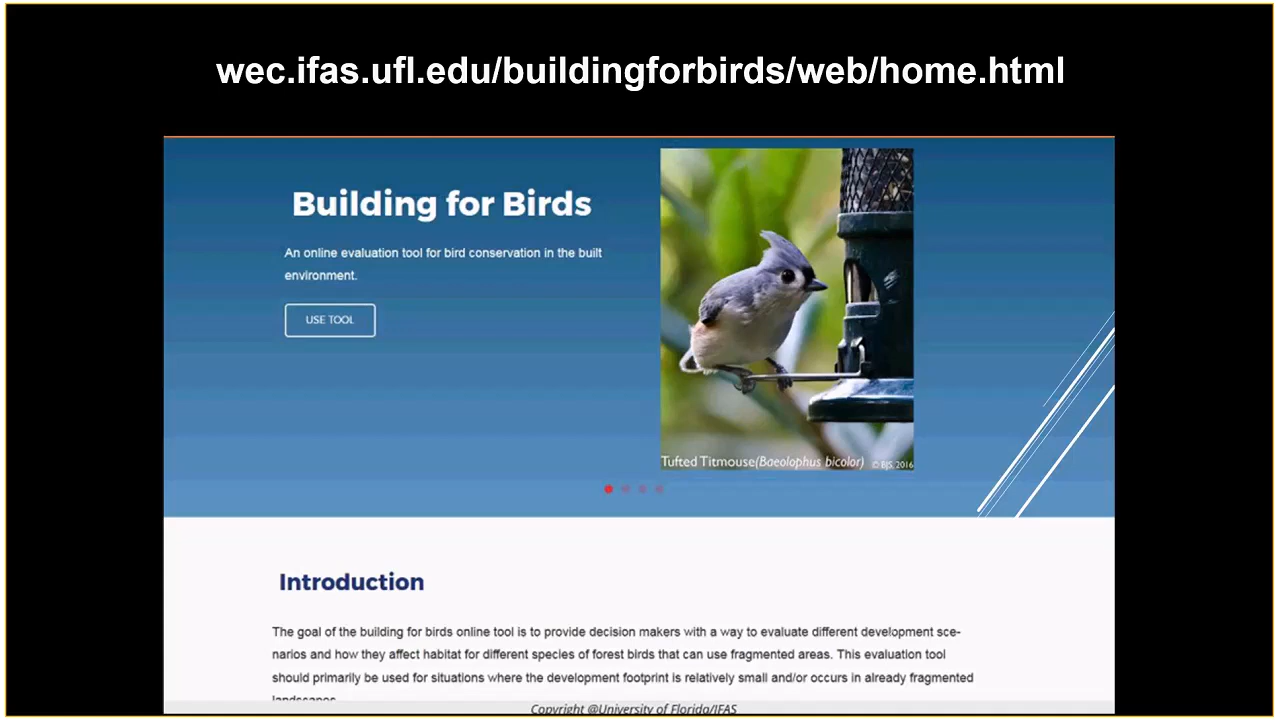 wec.ifas.ufl.edu/buildingforbirds/web/home.html
Building for Birds
An online evaluation tool for bird conservation in the built
environment.
USE TOOL
Tufted Titmouse(Baeolophus bicolor) © BJS, 2016
Introduction
The goal of the building for birds online tool is to provide decision makers with a way to evaluate different development sce-
narios and how they affect habitat for different species of forest birds that can use fragmented areas. This evaluation tool
should primarily be used for situations where the development footprint is relatively small and/or occurs in already fragmented
landscapes.
Copyright @University of Florida/IFAS